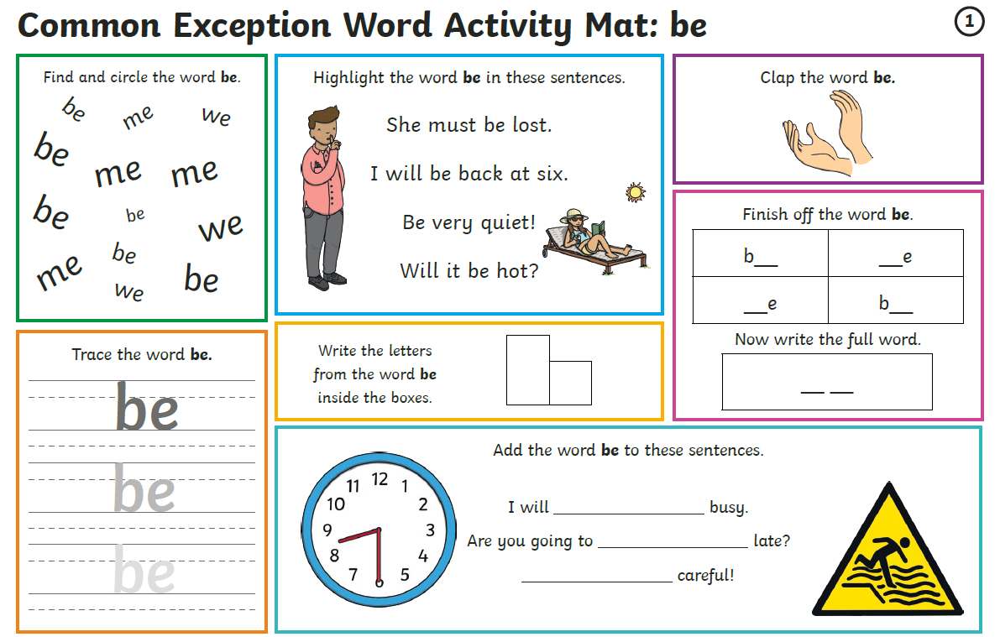 Common Exception Word Activity Mat: be
1
Find and circle the word be.
be
me
we
be
me
me
be
be
we
me
be
we
be
Highlight the word be in these sentences.
She must be lost.
I will be back at six.
Be very quiet!
Will it be hot?
Clap the word be.
Finish off the word be.
b__ __e
__e b__
Now write the full word.
__ __
Trace the word be.
be
be
be
Write the letters
from the word be
inside the boxes.
Add the word be to these sentences.
I will ________________ busy.
Are you going to ________________ late?
________________ careful!
12
1
2
3
4
5
6
7
8
9
10
11